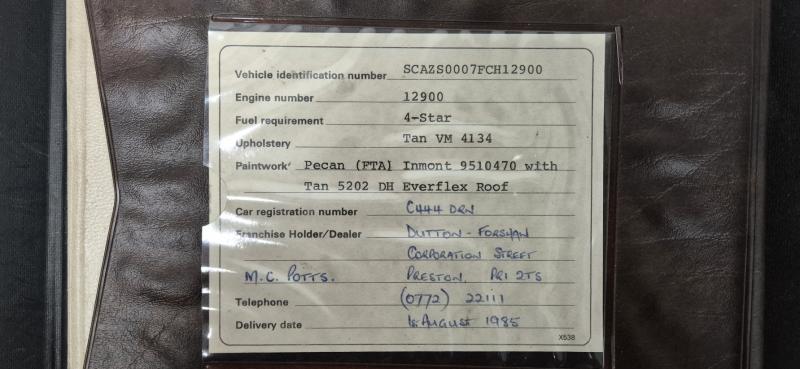 Vehicle identification number SCAZS0007FCH12900
Engine number 12900
Fuel requirement 4-Star
Upholstery Tan VM 4134
Paintwork Pecan (FTA) Inmont 9510470 with
Tan 5202 DH Everflex Roof
Car registration number C444 DRN
Franchise Holder/Dealer DUTTON-FORSHAW
CORPORATION STREET
M.C. POTTS. PRESTON, PR1 2TS
Telephone (0772) 22111
Delivery date 1st AUGUST 1985
X538